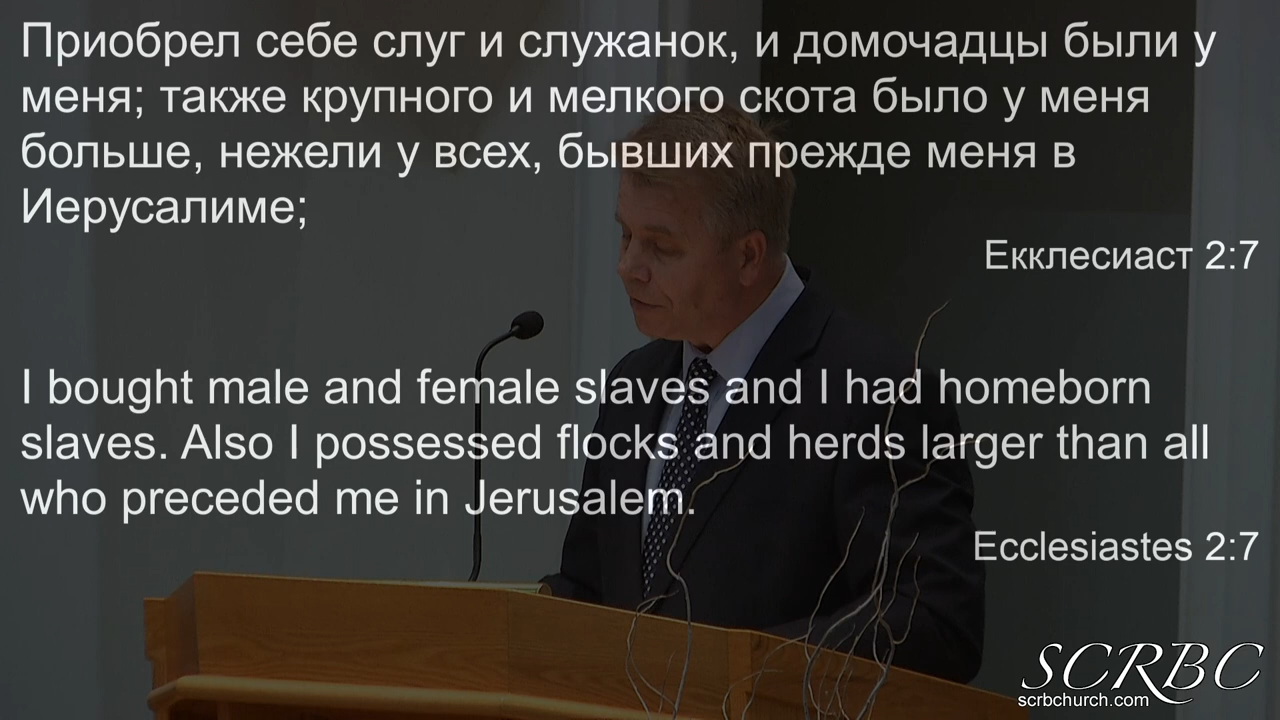 Приобрел себе слуг и служанок, и домочадцы были у
меня; также крупного и мелкого скота было у меня
больше, нежели у всех, бывших прежде меня в
Иерусалиме;
Екклесиаст 2:7
I bought male and female slaves and I had homeborn
slaves. Also I possessed flocks and herds larger than all
who preceded me in Jerusalem.
Ecclesiastes 2:7
SCRBC
scrbchurch.com